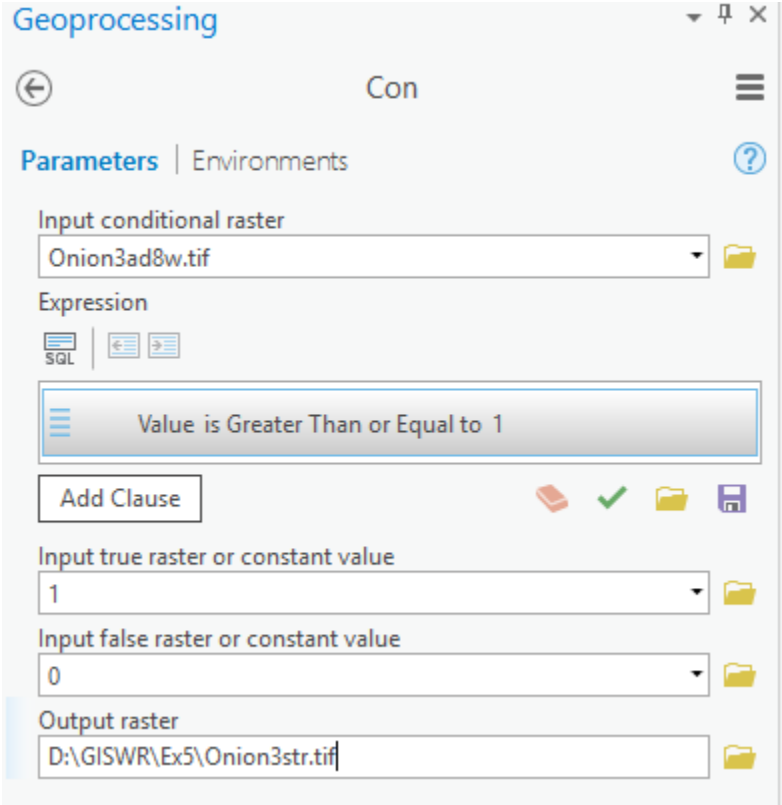 Geoprocessing
Con
Parameters | Environments
Input conditional raster
Onion3ad8w.tif
Expression
SQL
Value is Greater Than or Equal to 1
Add Clause
Input true raster or constant value
1
Input false raster or constant value
0
Output raster
D:\GISWR\Ex5\Onion3str.tif